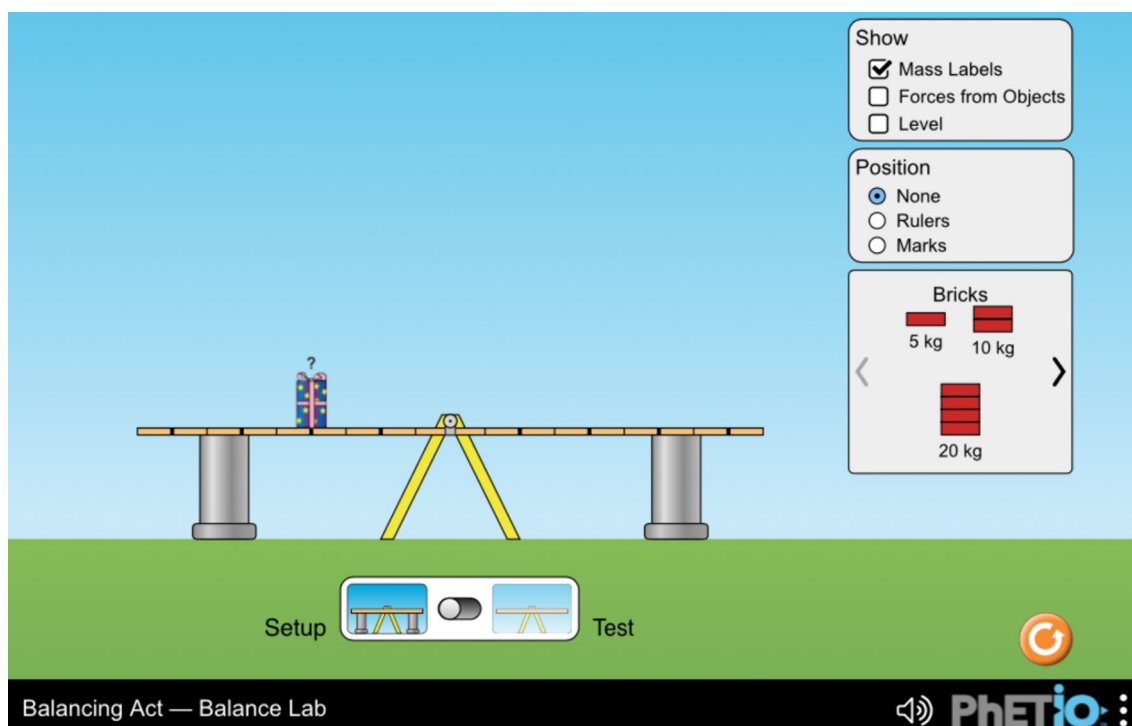 Show
Mass Labels
Forces from Objects
Level
Position
None
Rulers
Marks
Bricks
5 kg
10 kg
20 kg
?
Setup
Test
Balancing Act — Balance Lab
PhET iO